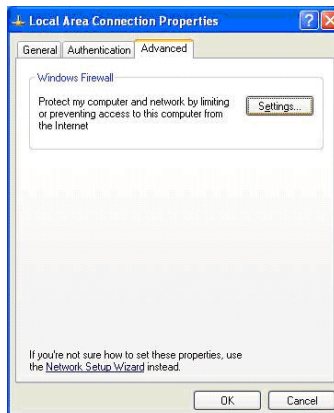 Local Area Connection Properties
General Authentication Advanced
Windows Firewall
Protect my computer and network by limiting
or preventing access to this computer from
the Internet
Settings...
If you're not sure how to set these properties, use
the Network Setup Wizard instead.
OK Cancel